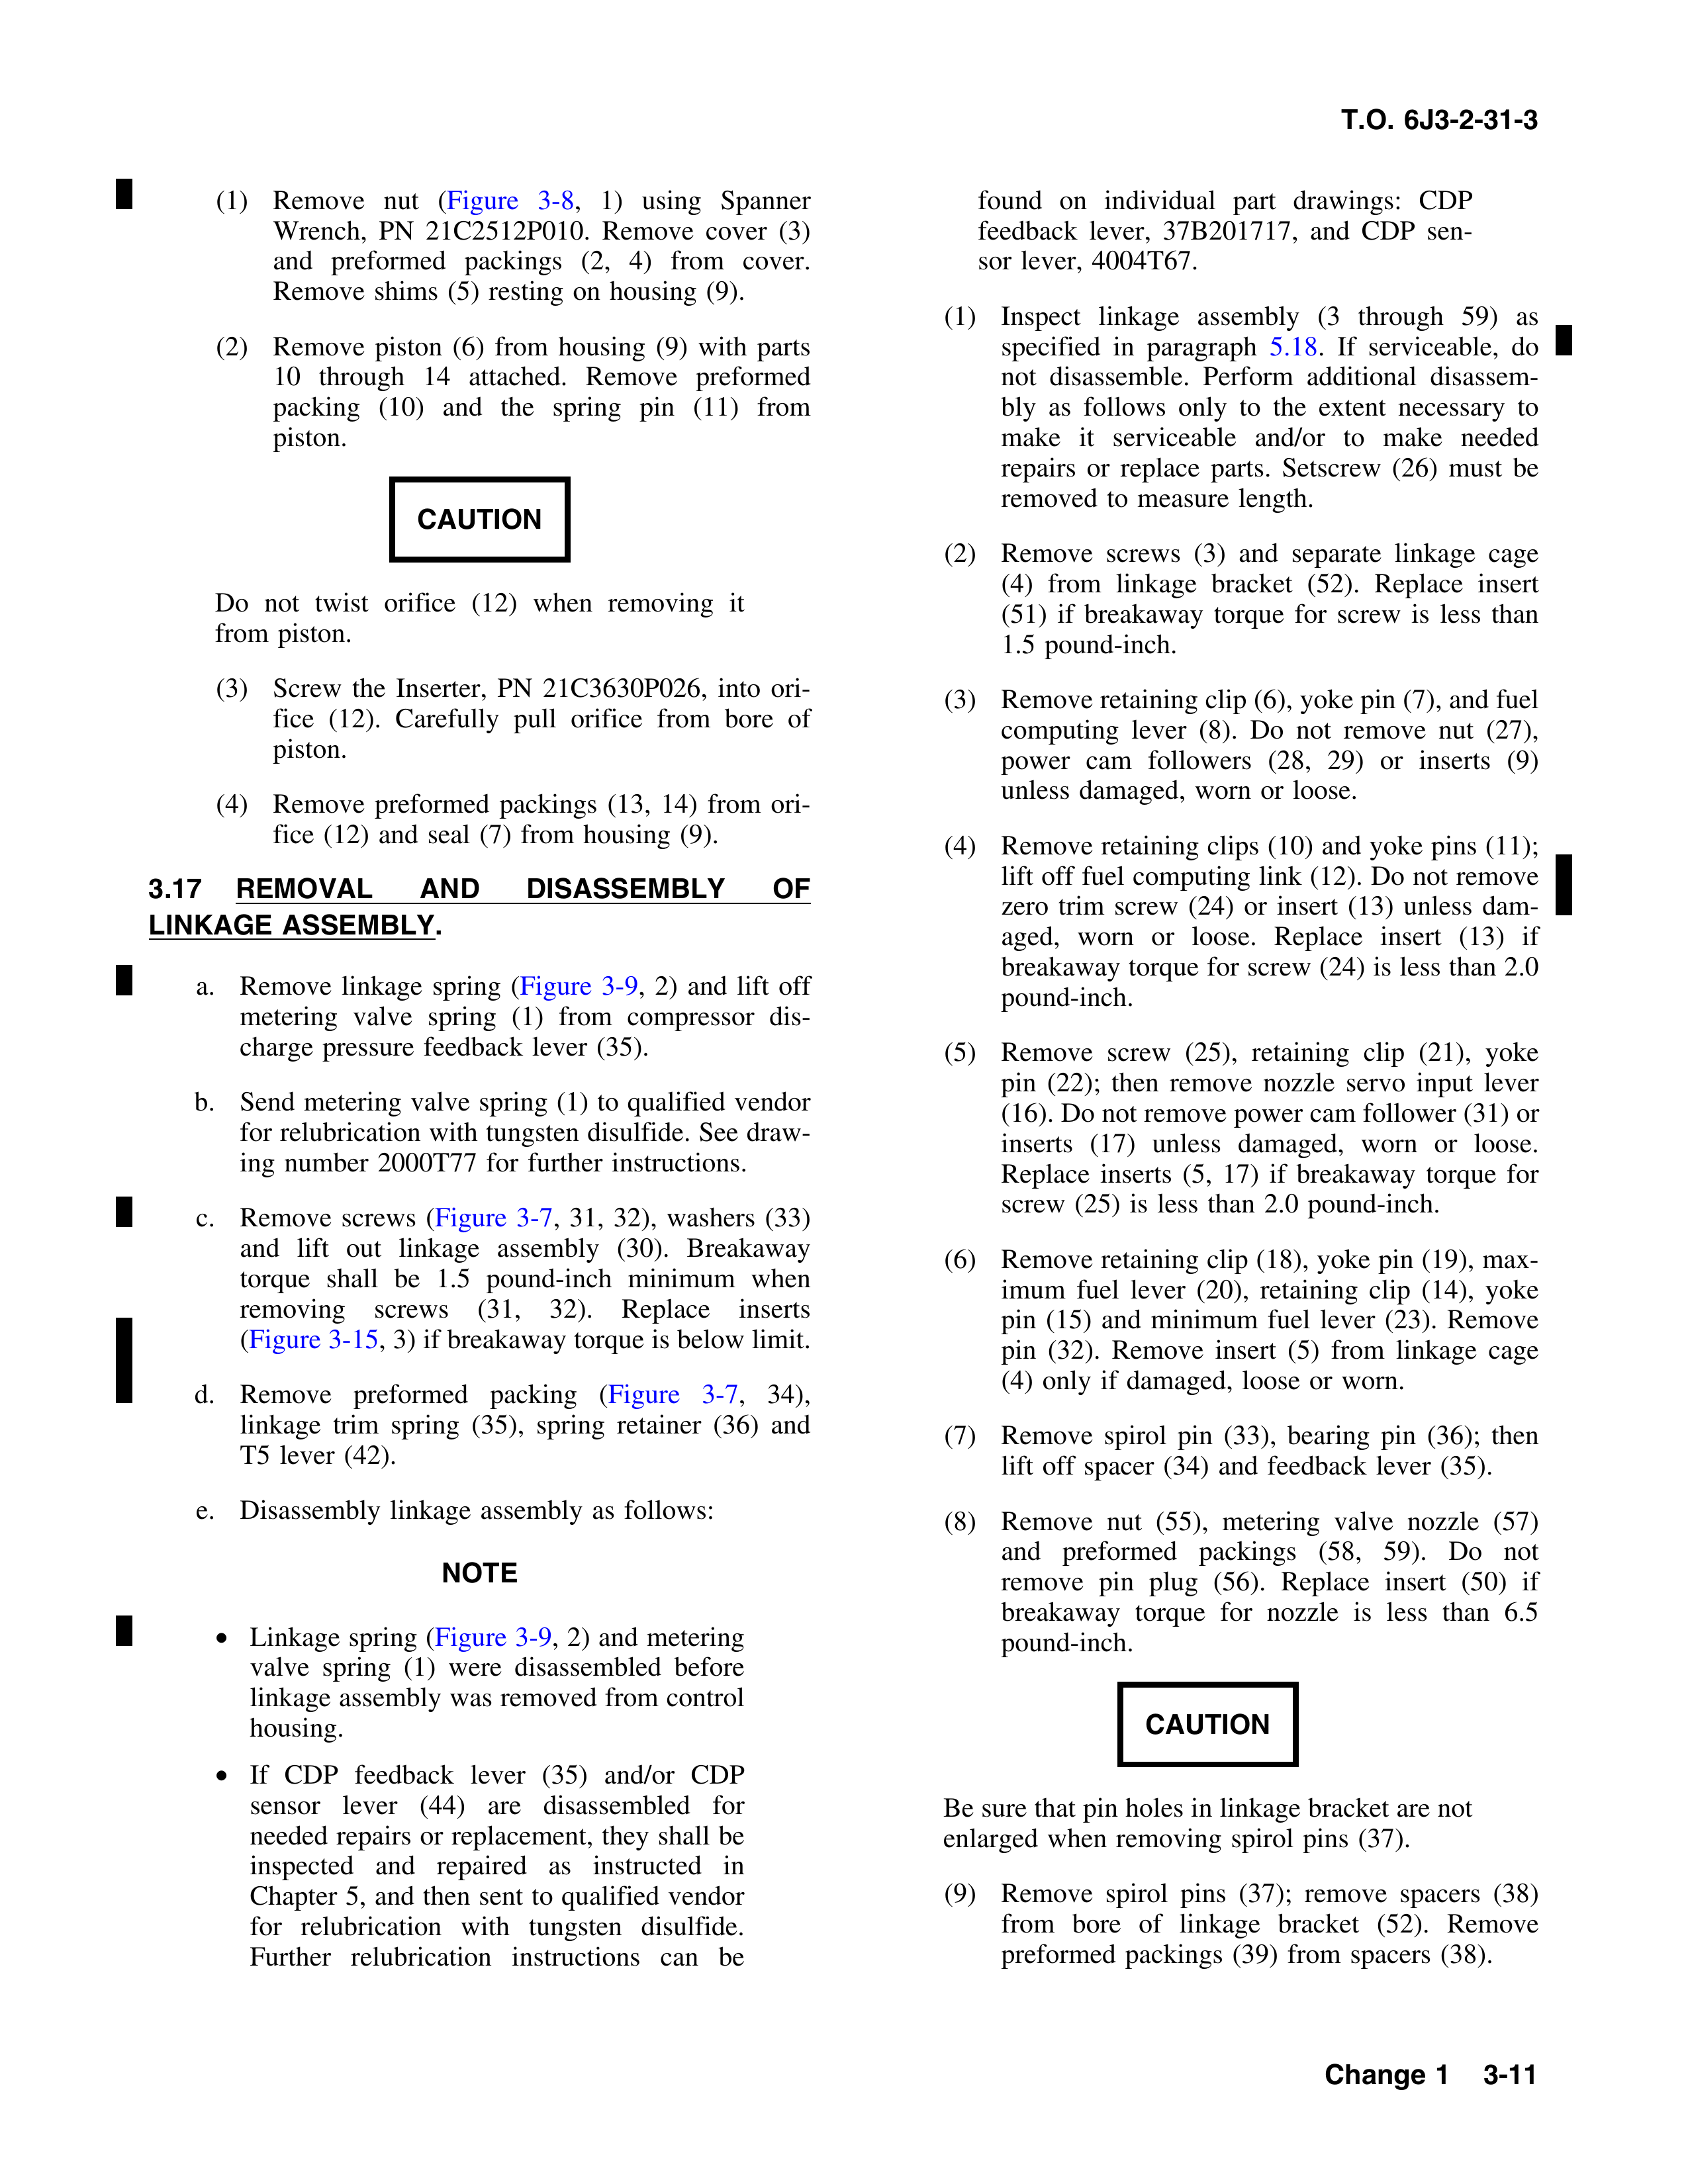 T.O. 6J3-2-31-3
(1) Remove nut (Figure 3-8, 1) using Spanner
Wrench, PN 21C2512P010. Remove cover (3)
and preformed packings (2, 4) from cover.
Remove shims (5) resting on housing (9).
(2) Remove piston (6) from housing (9) with parts
10 through 14 attached. Remove preformed
packing (10) and the spring pin (11) from
piston.
CAUTION
Do not twist orifice (12) when removing it
from piston.
(3) Screw the Inserter, PN 21C3630P026, into ori-
fice (12). Carefully pull orifice from bore of
piston.
(4) Remove preformed packings (13, 14) from ori-
fice (12) and seal (7) from housing (9).
3.17 REMOVAL AND DISASSEMBLY OF
LINKAGE ASSEMBLY.
a. Remove linkage spring (Figure 3-9, 2) and lift off
metering valve spring (1) from compressor dis-
charge pressure feedback lever (35).
b. Send metering valve spring (1) to qualified vendor
for relubrication with tungsten disulfide. See draw-
ing number 2000T77 for further instructions.
c. Remove screws (Figure 3-7, 31, 32), washers (33)
and lift out linkage assembly (30). Breakaway
torque shall be 1.5 pound-inch minimum when
removing screws (31, 32). Replace inserts
(Figure 3-15, 3) if breakaway torque is below limit.
d. Remove preformed packing (Figure 3-7, 34),
linkage trim spring (35), spring retainer (36) and
T5 lever (42).
e. Disassembly linkage assembly as follows:
NOTE
• Linkage spring (Figure 3-9, 2) and metering
valve spring (1) were disassembled before
linkage assembly was removed from control
housing.
• If CDP feedback lever (35) and/or CDP
sensor lever (44) are disassembled for
needed repairs or replacement, they shall be
inspected and repaired as instructed in
Chapter 5, and then sent to qualified vendor
for relubrication with tungsten disulfide.
Further relubrication instructions can be
found on individual part drawings: CDP
feedback lever, 37B201717, and CDP sen-
sor lever, 4004T67.
(1) Inspect linkage assembly (3 through 59) as
specified in paragraph 5.18. If serviceable, do
not disassemble. Perform additional disassem-
bly as follows only to the extent necessary to
make it serviceable and/or to make needed
repairs or replace parts. Setscrew (26) must be
removed to measure length.
(2) Remove screws (3) and separate linkage cage
(4) from linkage bracket (52). Replace insert
(51) if breakaway torque for screw is less than
1.5 pound-inch.
(3) Remove retaining clip (6), yoke pin (7), and fuel
computing lever (8). Do not remove nut (27),
power cam followers (28, 29) or inserts (9)
unless damaged, worn or loose.
(4) Remove retaining clips (10) and yoke pins (11);
lift off fuel computing link (12). Do not remove
zero trim screw (24) or insert (13) unless dam-
aged, worn or loose. Replace insert (13) if
breakaway torque for screw (24) is less than 2.0
pound-inch.
(5) Remove screw (25), retaining clip (21), yoke
pin (22); then remove nozzle servo input lever
(16). Do not remove power cam follower (31) or
inserts (17) unless damaged, worn or loose.
Replace inserts (5, 17) if breakaway torque for
screw (25) is less than 2.0 pound-inch.
(6) Remove retaining clip (18), yoke pin (19), max-
imum fuel lever (20), retaining clip (14), yoke
pin (15) and minimum fuel lever (23). Remove
pin (32). Remove insert (5) from linkage cage
(4) only if damaged, loose or worn.
(7) Remove spirol pin (33), bearing pin (36); then
lift off spacer (34) and feedback lever (35).
(8) Remove nut (55), metering valve nozzle (57)
and preformed packings (58, 59). Do not
remove pin plug (56). Replace insert (50) if
breakaway torque for nozzle is less than 6.5
pound-inch.
CAUTION
Be sure that pin holes in linkage bracket are not
enlarged when removing spirol pins (37).
(9) Remove spirol pins (37); remove spacers (38)
from bore of linkage bracket (52). Remove
preformed packings (39) from spacers (38).
Change 1 3-11